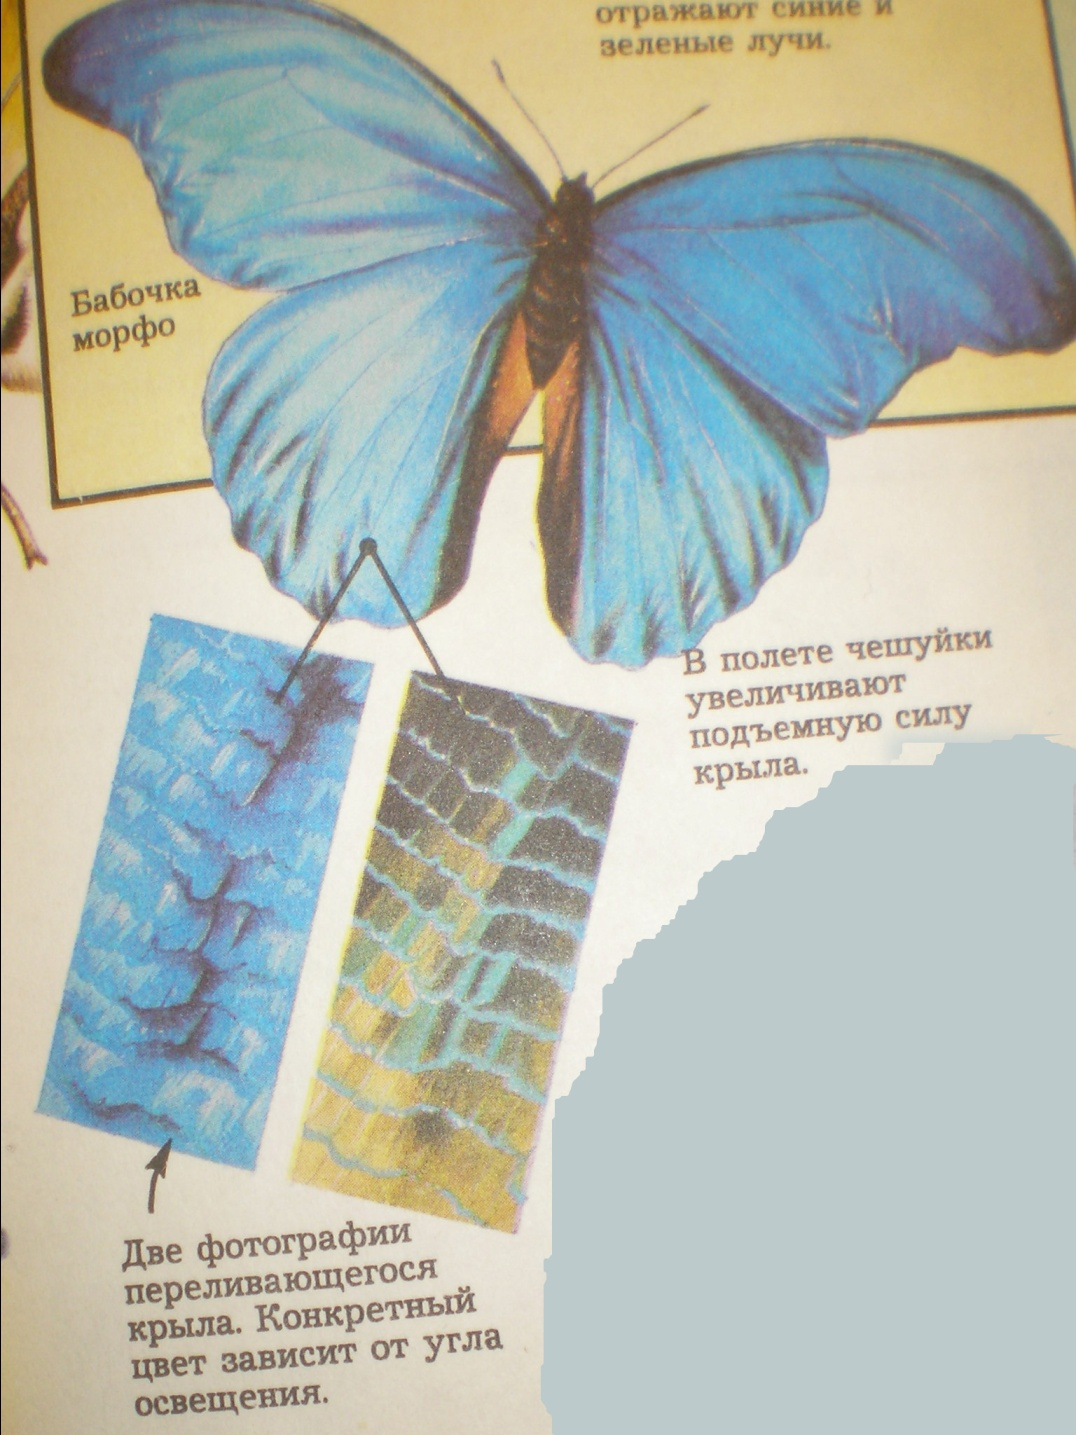 отражают синие и
зеленые лучи.
Бабочка
морфо
В полете чешуйки
увеличивают
подъемную силу
крыла.
Две фотографии
переливающегося
крыла. Конкретный
цвет зависит от угла
освещения.